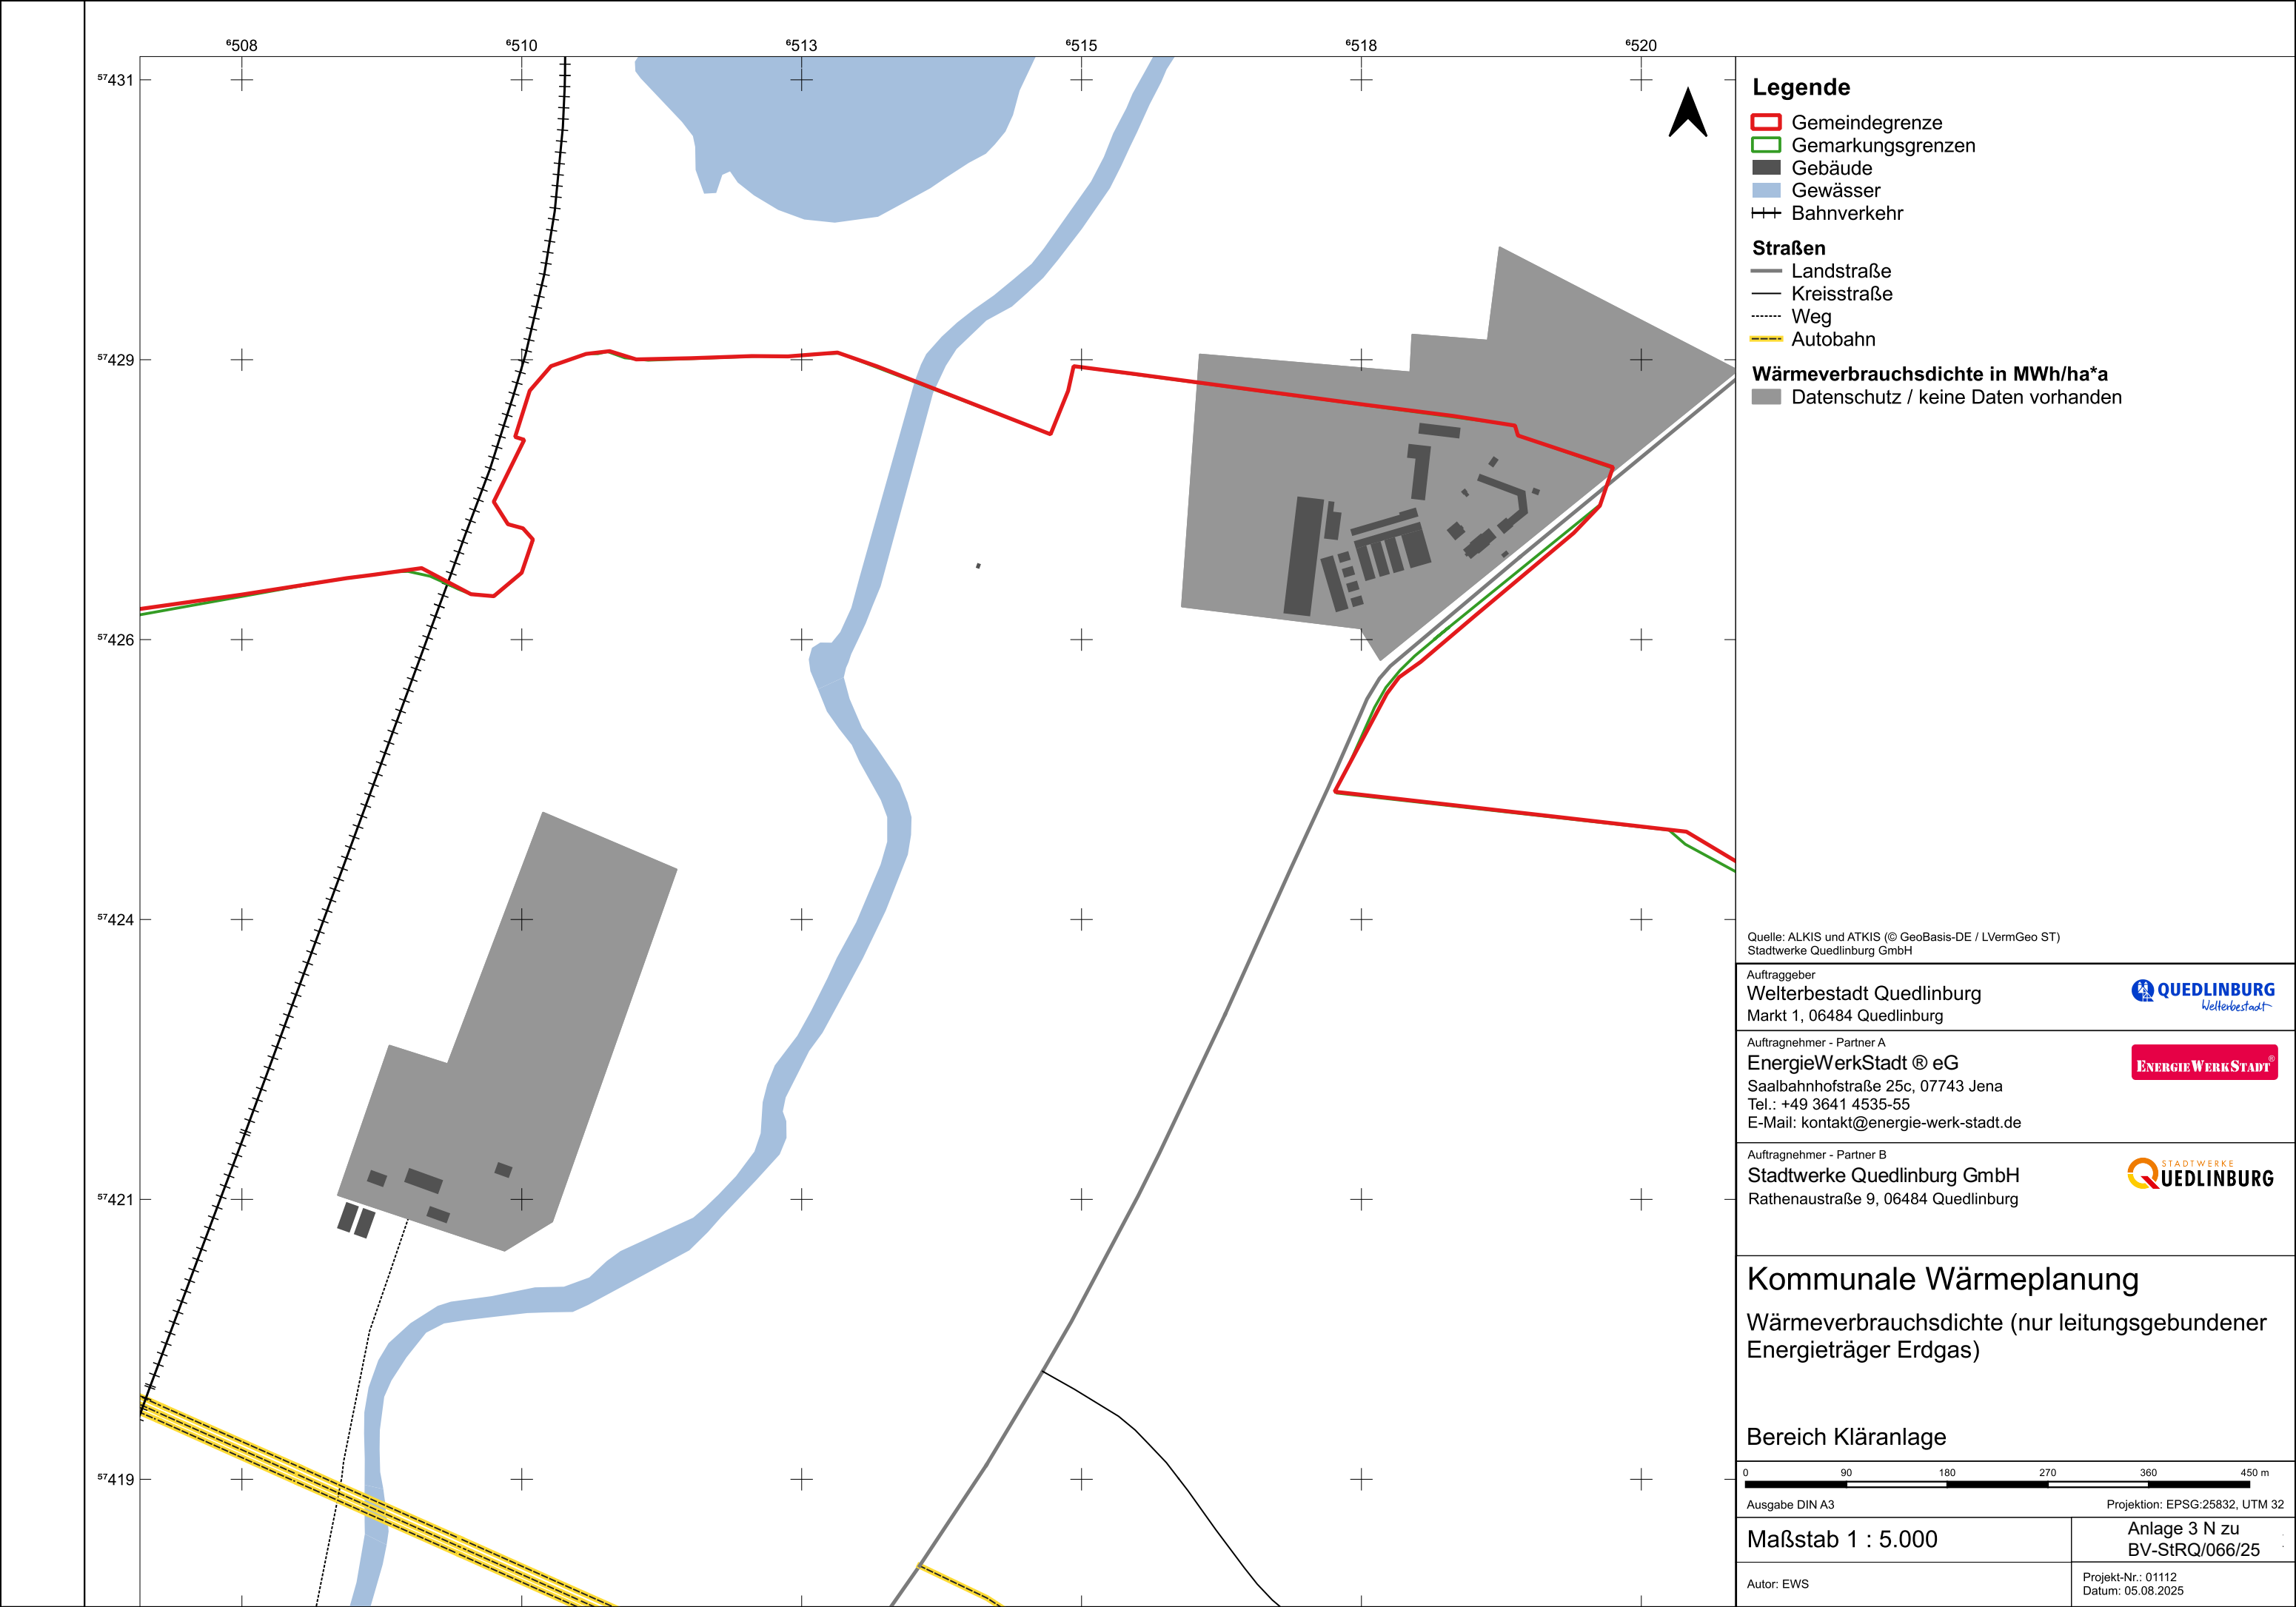 ⁶508
⁶510
⁶513
⁶515
⁶518
⁶520
⁵⁷431
⁵⁷429
⁵⁷426
⁵⁷424
⁵⁷421
⁵⁷419
Legende
Gemeindegrenze
Gemarkungsgrenzen
Gebäude
Gewässer
Bahnverkehr
Straßen
Landstraße
Kreisstraße
Weg
Autobahn
Wärmeverbrauchsdichte in MWh/ha*a
Datenschutz / keine Daten vorhanden
Quelle: ALKIS und ATKIS (© GeoBasis-DE / LVermGeo ST)
Stadtwerke Quedlinburg GmbH
Auftraggeber
Welterbestadt Quedlinburg
Markt 1, 06484 Quedlinburg
QUEDLINBURG
Welterbestadt
Auftragnehmer - Partner A
EnergieWerkStadt ® eG
Saalbahnhofstraße 25c, 07743 Jena
Tel.: +49 3641 4535-55
E-Mail: kontakt@energie-werk-stadt.de
ENERGIEWERKSTADT®
Auftragnehmer - Partner B
Stadtwerke Quedlinburg GmbH
Rathenaustraße 9, 06484 Quedlinburg
STADTWERKE
QUEDLINBURG
Kommunale Wärmeplanung
Wärmeverbrauchsdichte (nur leitungsgebundener
Energieträger Erdgas)
Bereich Kläranlage
0 90 180 270 360 450 m
Ausgabe DIN A3
Projektion: EPSG:25832, UTM 32
Maßstab 1 : 5.000
Anlage 3 N zu
BV-StRQ/066/25
Autor: EWS
Projekt-Nr.: 01112
Datum: 05.08.2025